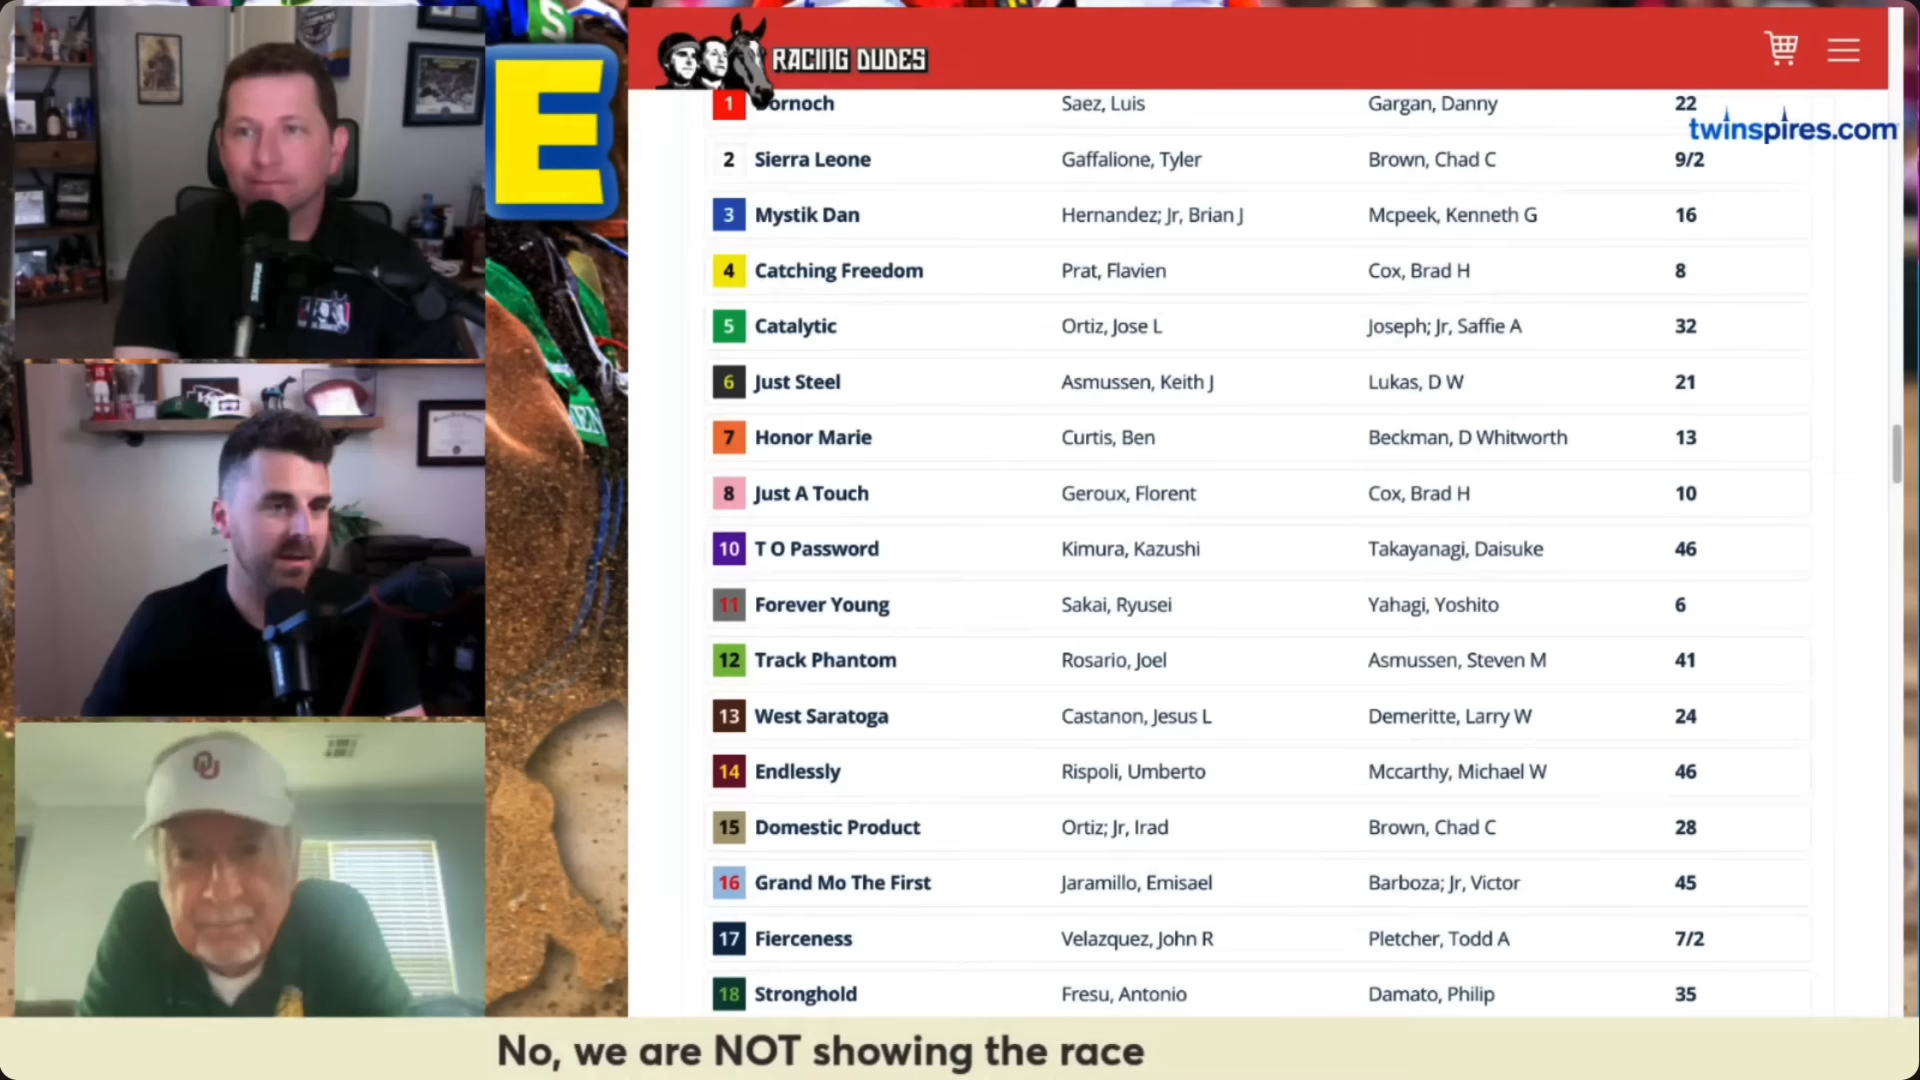 5
E
RACING DUDES
twinspires.com
1 Dornoch Saez, Luis Gargan, Danny 22
2 Sierra Leone Gaffalione, Tyler Brown, Chad C 9/2
3 Mystik Dan Hernandez; Jr, Brian J Mcpeek, Kenneth G 16
4 Catching Freedom Prat, Flavien Cox, Brad H 8
5 Catalytic Ortiz, Jose L Joseph; Jr, Saffie A 32
6 Just Steel Asmussen, Keith J Lukas, D W 21
7 Honor Marie Curtis, Ben Beckman, D Whitworth 13
8 Just A Touch Geroux, Florent Cox, Brad H 10
10 T O Password Kimura, Kazushi Takayanagi, Daisuke 46
11 Forever Young Sakai, Ryusei Yahagi, Yoshito 6
12 Track Phantom Rosario, Joel Asmussen, Steven M 41
13 West Saratoga Castanon, Jesus L Demeritte, Larry W 24
14 Endlessly Rispoli, Umberto Mccarthy, Michael W 46
15 Domestic Product Ortiz; Jr, Irad Brown, Chad C 28
16 Grand Mo The First Jaramillo, Emisael Barboza; Jr, Victor 45
17 Fierceness Velazquez, John R Pletcher, Todd A 7/2
18 Stronghold Fresu, Antonio Damato, Philip 35
OU
No, we are NOT showing the race